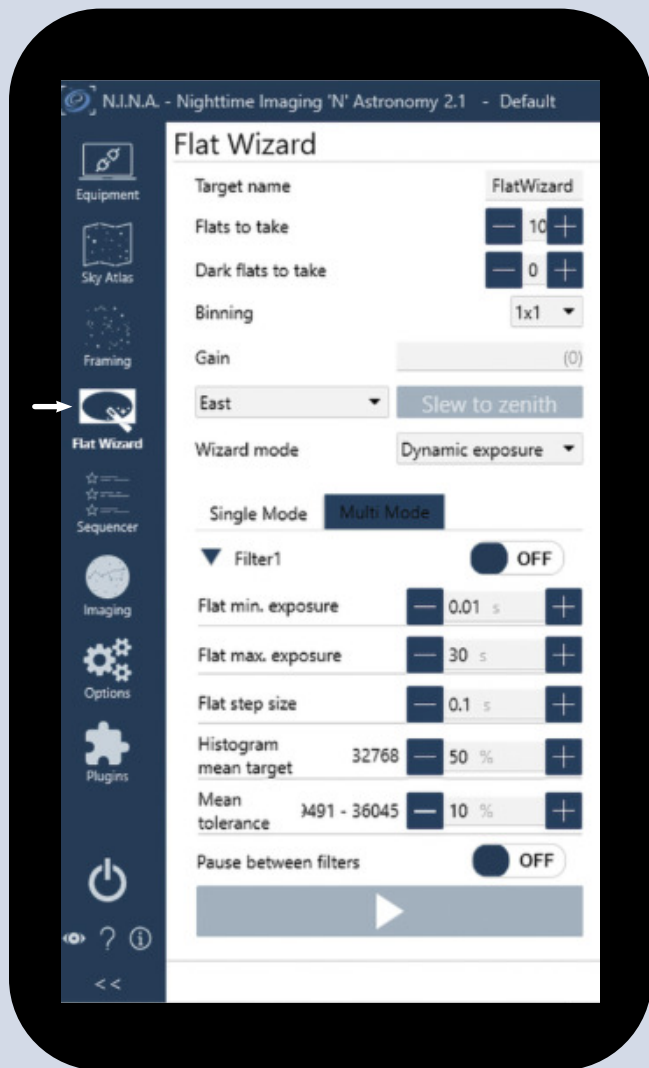 N.I.N.A. - Nighttime Imaging 'N' Astronomy 2.1 - Default
Equipment
Sky Atlas
Framing
Flat Wizard
Sequencer
Imaging
Options
Plugins
?
i
<<
Flat Wizard
Target name FlatWizard
Flats to take — 10 +
Dark flats to take — 0 +
Binning 1x1
Gain (0)
East Slew to zenith
Wizard mode Dynamic exposure
Single Mode Multi Mode
Filter1 OFF
Flat min. exposure — 0.01 s +
Flat max. exposure — 30 s +
Flat step size — 0.1 s +
Histogram
mean target 32768 — 50 % +
Mean
tolerance 9491 - 36045 — 10 % +
Pause between filters OFF